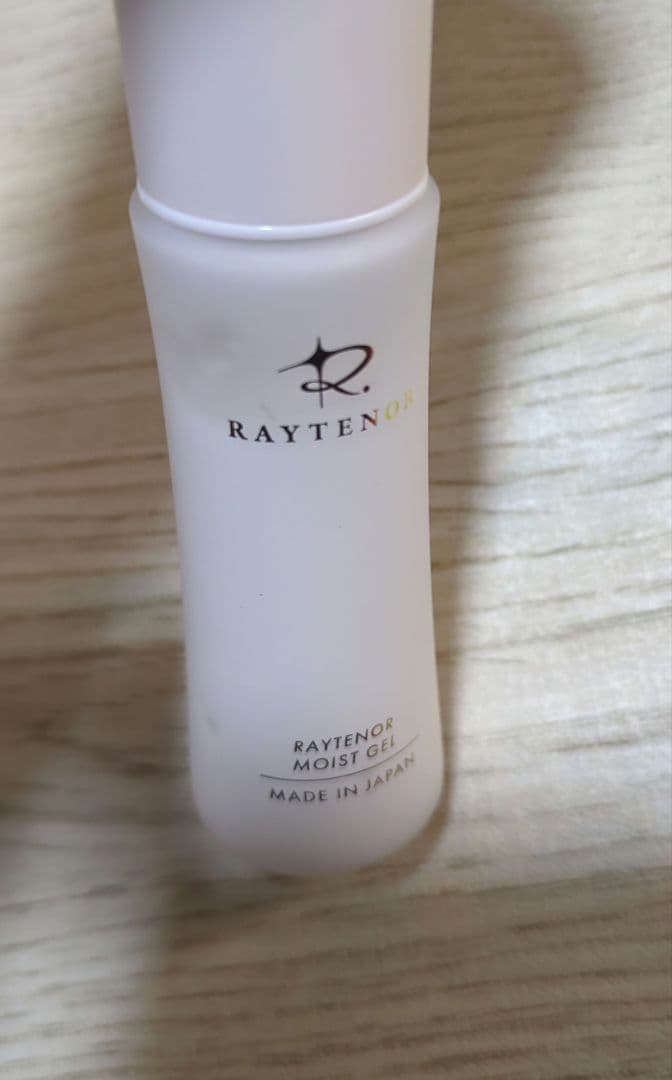 R.
RAYTENOR
RAYTENOR
MOIST GEL
MADE IN JAPAN